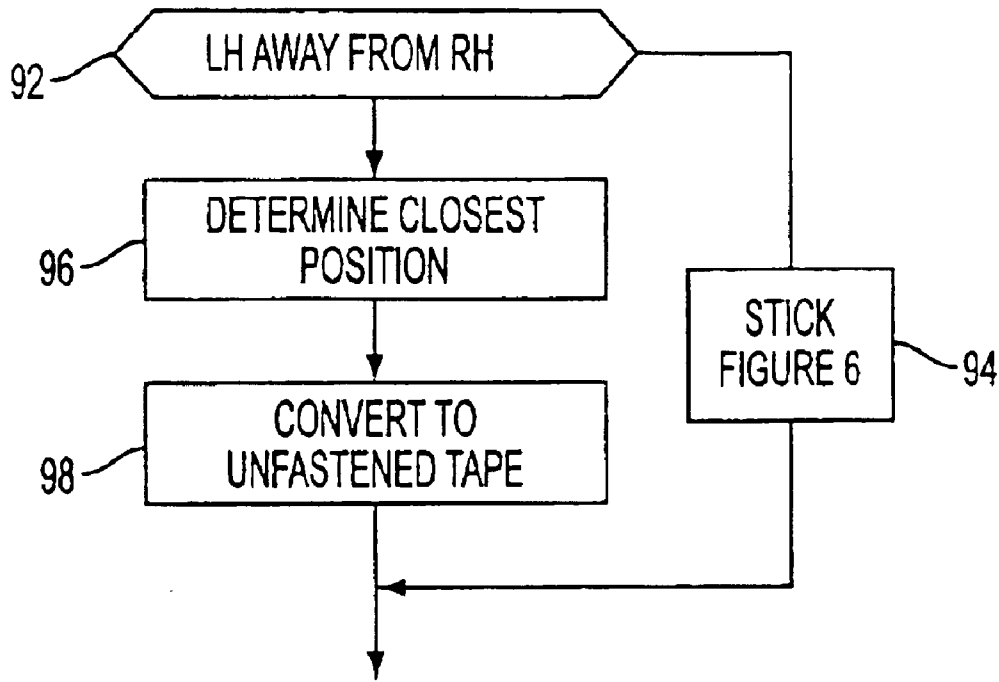 LH AWAY FROM RH
92
DETERMINE CLOSEST
POSITION
96
STICK
FIGURE 6
94
CONVERT TO
UNFASTENED TAPE
98